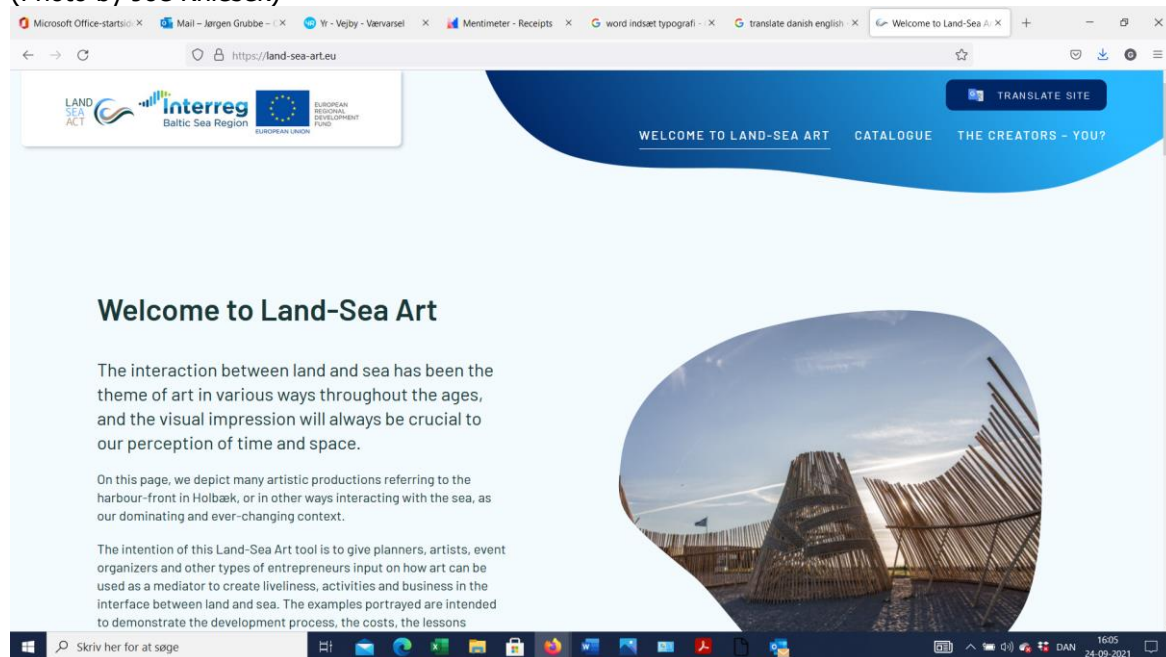 Microsoft Office-startsid
Mail – Jørgen Grubbe –
Yr - Vejby - Værvarsel
Mentimeter - Receipts
word indsæt typografi -
translate danish english
Welcome to Land-Sea A
https://land-sea-art.eu
LAND
SEA
ACT
Interreg
Baltic Sea Region
EUROPEAN UNION
EUROPEAN
REGIONAL
DEVELOPMENT
FUND
TRANSLATE SITE
WELCOME TO LAND-SEA ART CATALOGUE THE CREATORS – YOU?
Welcome to Land-Sea Art
The interaction between land and sea has been the
theme of art in various ways throughout the ages,
and the visual impression will always be crucial to
our perception of time and space.
On this page, we depict many artistic productions referring to the
harbour-front in Holbæk, or in other ways interacting with the sea, as
our dominating and ever-changing context.
The intention of this Land-Sea Art tool is to give planners, artists, event
organizers and other types of entrepreneurs input on how art can be
used as a mediator to create liveliness, activities and business in the
interface between land and sea. The examples portrayed are intended
to demonstrate the development process, the costs, the lessons
Skriv her for at søge
DAN
16:05
24-09-2021